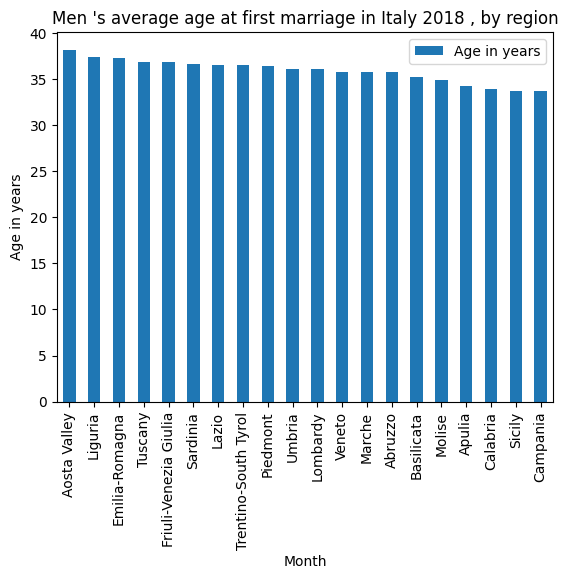 Men 's average age at first marriage in Italy 2018 , by region
Age in years
Age in years
40
35
30
25
20
15
10
5
0
Aosta Valley
Liguria
Emilia-Romagna
Tuscany
Friuli-Venezia Giulia
Sardinia
Lazio
Trentino-South Tyrol
Piedmont
Umbria
Lombardy
Veneto
Marche
Abruzzo
Basilicata
Molise
Apulia
Calabria
Sicily
Campania
Month